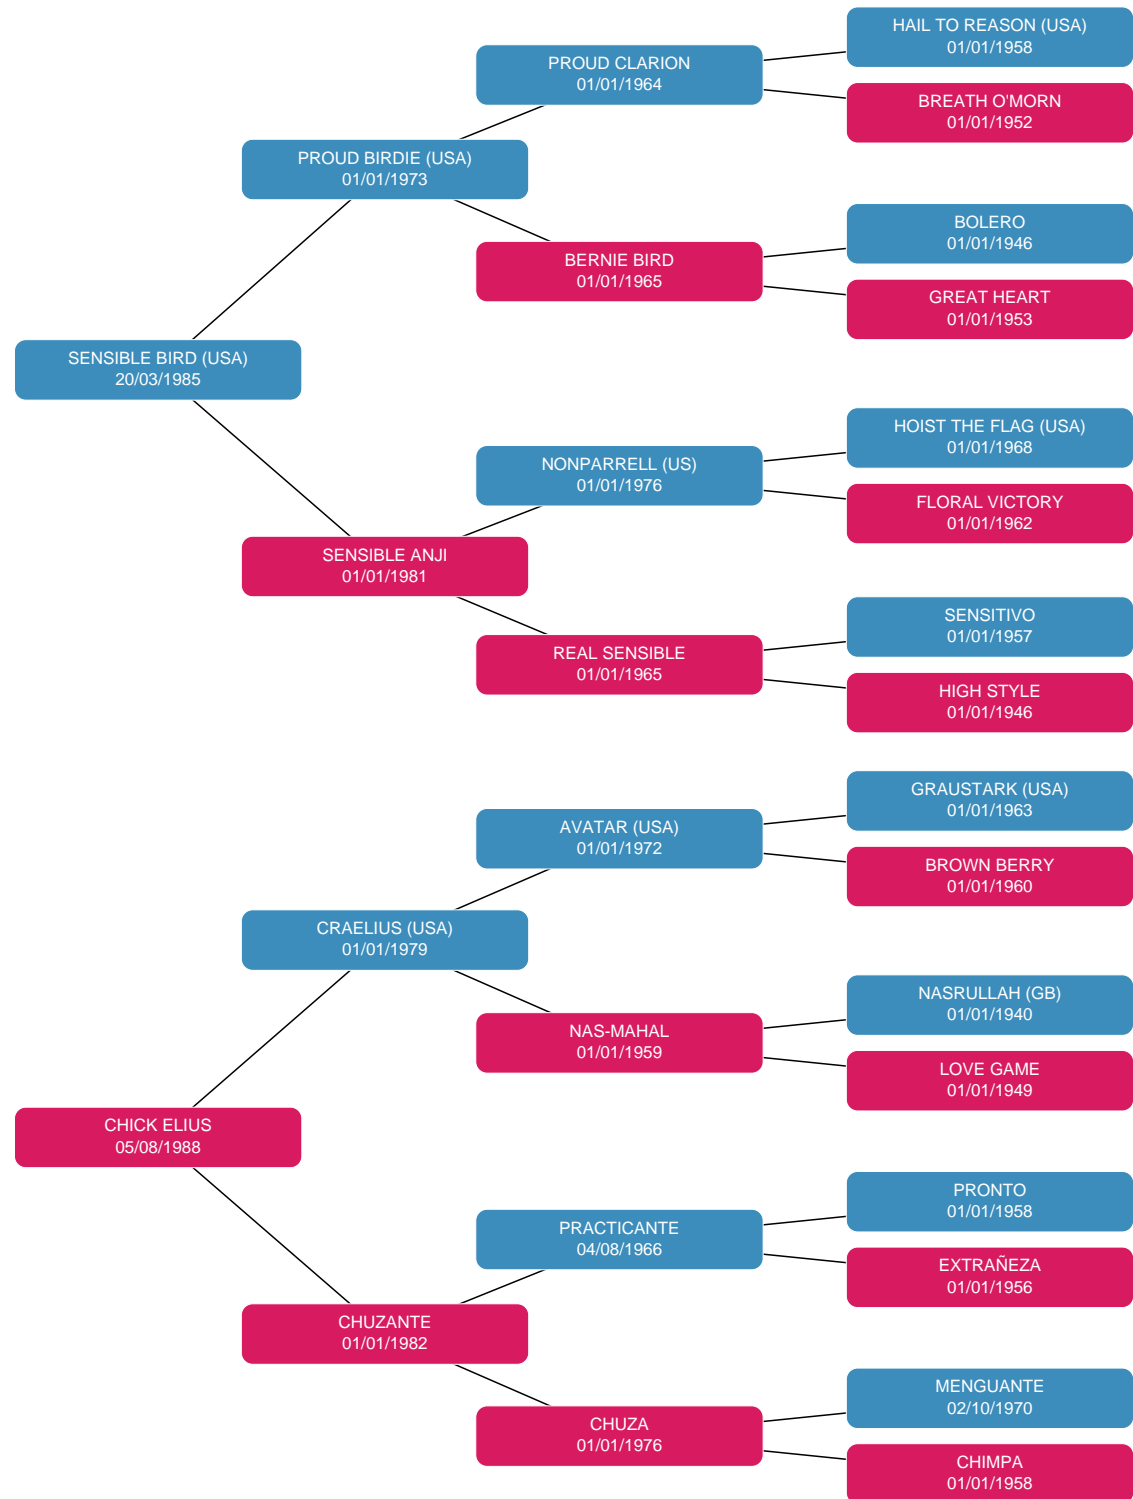 HAIL TO REASON (USA)
01/01/1958
PROUD CLARION
01/01/1964
BREATH O'MORN
01/01/1952
PROUD BIRDIE (USA)
01/01/1973
BOLERO
01/01/1946
BERNIE BIRD
01/01/1965
GREAT HEART
01/01/1953
SENSIBLE BIRD (USA)
20/03/1985
HOIST THE FLAG (USA)
01/01/1968
NONPARRELL (US)
01/01/1976
FLORAL VICTORY
01/01/1962
SENSIBLE ANJI
01/01/1981
SENSITIVO
01/01/1957
REAL SENSIBLE
01/01/1965
HIGH STYLE
01/01/1946
GRAUSTARK (USA)
01/01/1963
AVATAR (USA)
01/01/1972
BROWN BERRY
01/01/1960
CRAELIUS (USA)
01/01/1979
NASRULLAH (GB)
01/01/1940
NAS-MAHAL
01/01/1959
LOVE GAME
01/01/1949
CHICK ELIUS
05/08/1988
PRONTO
01/01/1958
PRACTICANTE
04/08/1966
EXTRAÑEZA
01/01/1956
CHUZANTE
01/01/1982
MENGUANTE
02/10/1970
CHUZA
01/01/1976
CHIMPA
01/01/1958